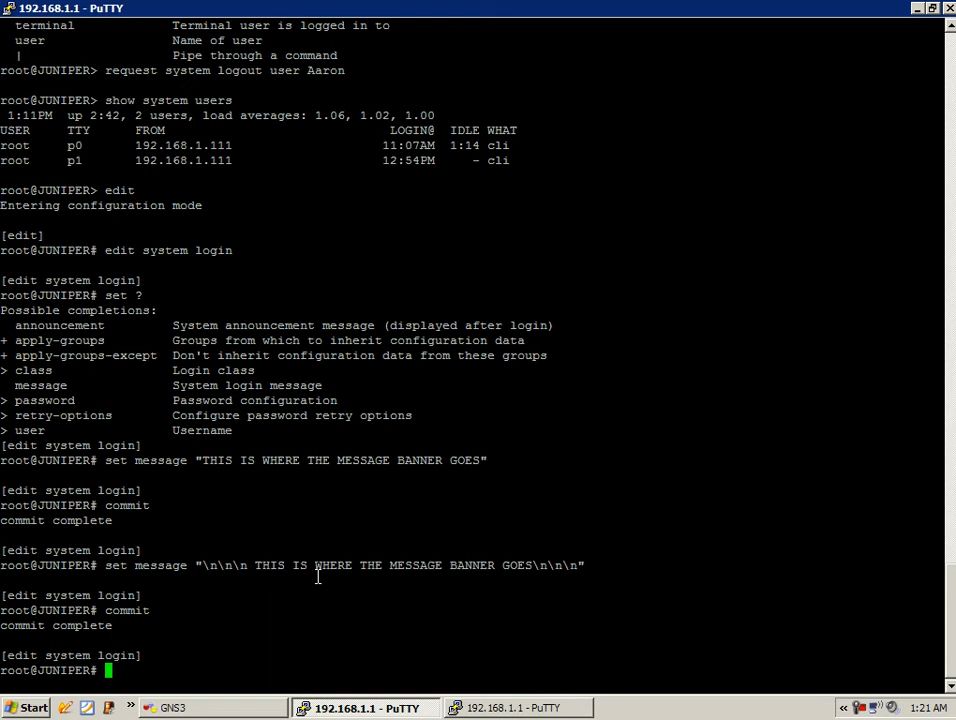 192.168.1.1 - PuTTY
terminal Terminal user is logged in to
user Name of user
| Pipe through a command
root@JUNIPER> request system logout user Aaron
root@JUNIPER> show system users
1:11PM up 2:42, 2 users, load averages: 1.06, 1.02, 1.00
USER TTY FROM LOGIN@ IDLE WHAT
root p0 192.168.1.111 11:07AM 1:14 cli
root p1 192.168.1.111 12:54PM - cli
root@JUNIPER> edit
Entering configuration mode
[edit]
root@JUNIPER# edit system login
[edit system login]
root@JUNIPER# set ?
Possible completions:
announcement System announcement message (displayed after login)
+ apply-groups Groups from which to inherit configuration data
+ apply-groups-except Don't inherit configuration data from these groups
> class Login class
message System login message
> password Password configuration
> retry-options Configure password retry options
> user Username
[edit system login]
root@JUNIPER# set message "THIS IS WHERE THE MESSAGE BANNER GOES"
[edit system login]
root@JUNIPER# commit
commit complete
[edit system login]
root@JUNIPER# set message "\n\n\n THIS IS WHERE THE MESSAGE BANNER GOES\n\n\n"
[edit system login]
root@JUNIPER# commit
commit complete
[edit system login]
root@JUNIPER#
Start » GNS3 192.168.1.1 - PuTTY 192.168.1.1 - PuTTY « 1:21 AM